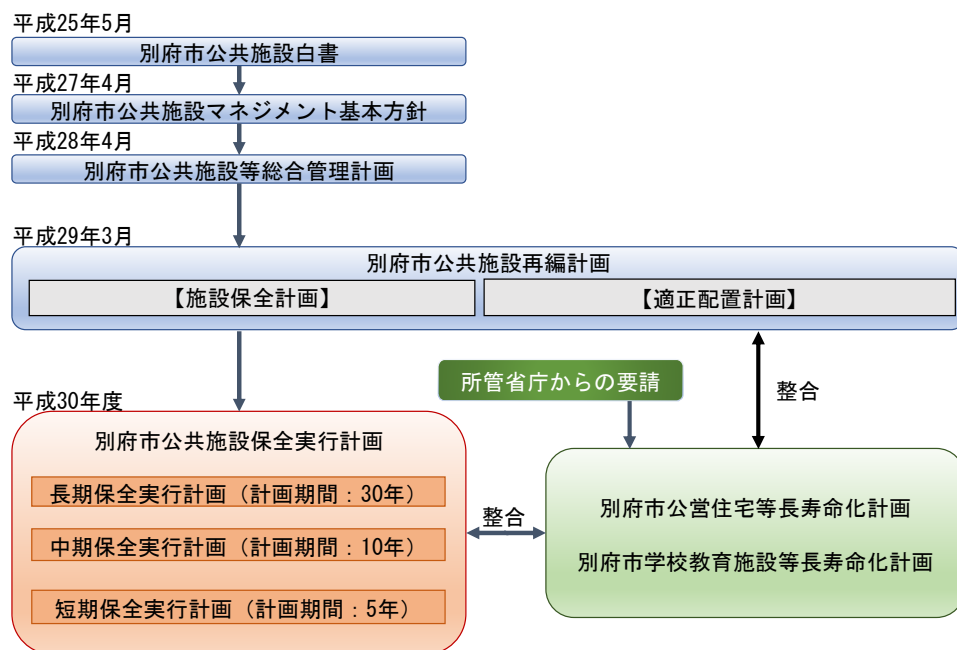 平成25年5月
別府市公共施設白書
平成27年4月
別府市公共施設マネジメント基本方針
平成28年4月
別府市公共施設等総合管理計画
平成29年3月
別府市公共施設再編計画
【施設保全計画】
【適正配置計画】
所管省庁からの要請
整合
平成30年度
別府市公共施設保全実行計画
長期保全実行計画（計画期間：30年）
中期保全実行計画（計画期間：10年）
短期保全実行計画（計画期間：5年）
整合
別府市公営住宅等長寿命化計画
別府市学校教育施設等長寿命化計画